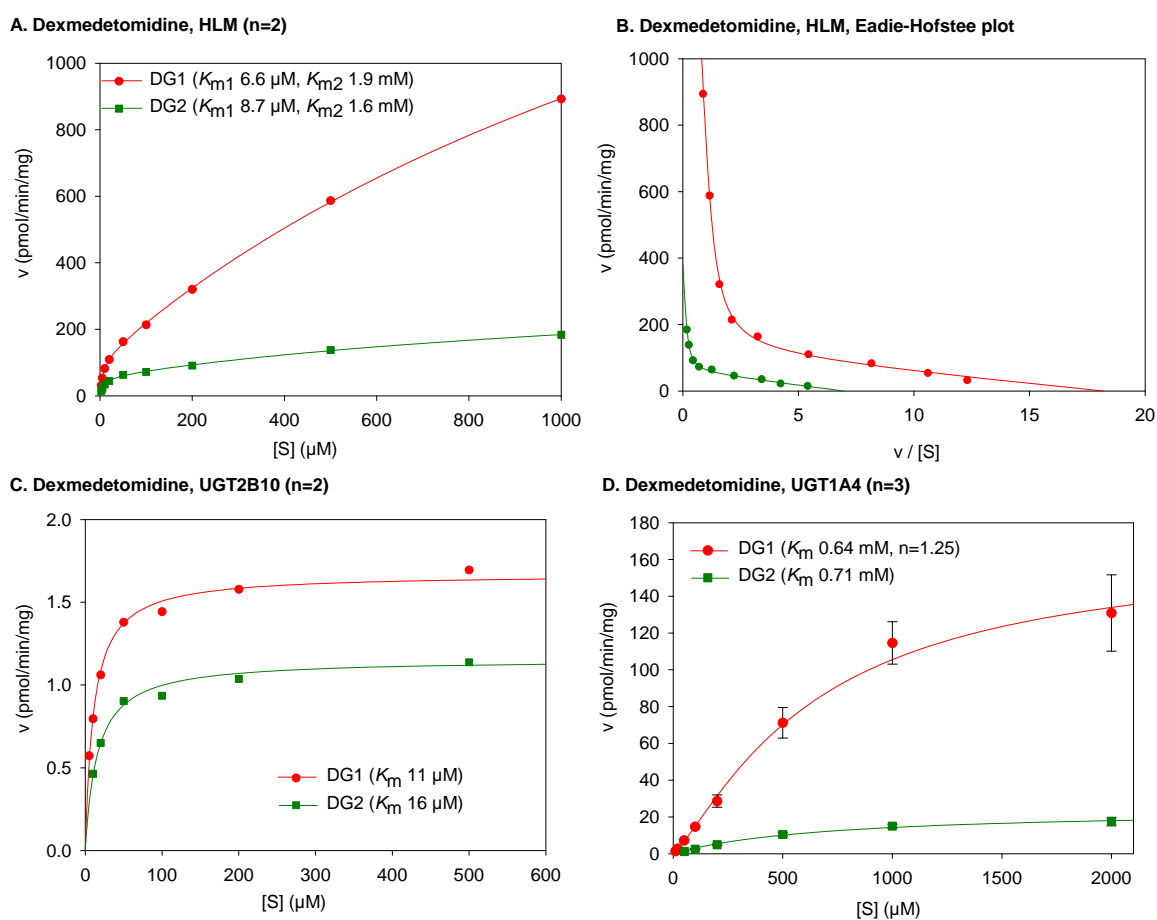 A. Dexmedetomidine, HLM (n=2)
DG1 (Km1 6.6 µM, Km2 1.9 mM)
DG2 (Km1 8.7 µM, Km2 1.6 mM)
v (pmol/min/mg)
1000
800
600
400
200
0
0 200 400 600 800 1000
[S] (µM)
B. Dexmedetomidine, HLM, Eadie-Hofstee plot
v (pmol/min/mg)
1000
800
600
400
200
0
0 5 10 15 20
v / [S]
C. Dexmedetomidine, UGT2B10 (n=2)
v (pmol/min/mg)
2.0
1.5
1.0
0.5
0.0
DG1 (Km 11 µM)
DG2 (Km 16 µM)
0 100 200 300 400 500 600
[S] (µM)
D. Dexmedetomidine, UGT1A4 (n=3)
DG1 (Km 0.64 mM, n=1.25)
DG2 (Km 0.71 mM)
v (pmol/min/mg)
180
160
140
120
100
80
60
40
20
0
0 500 1000 1500 2000
[S] (µM)